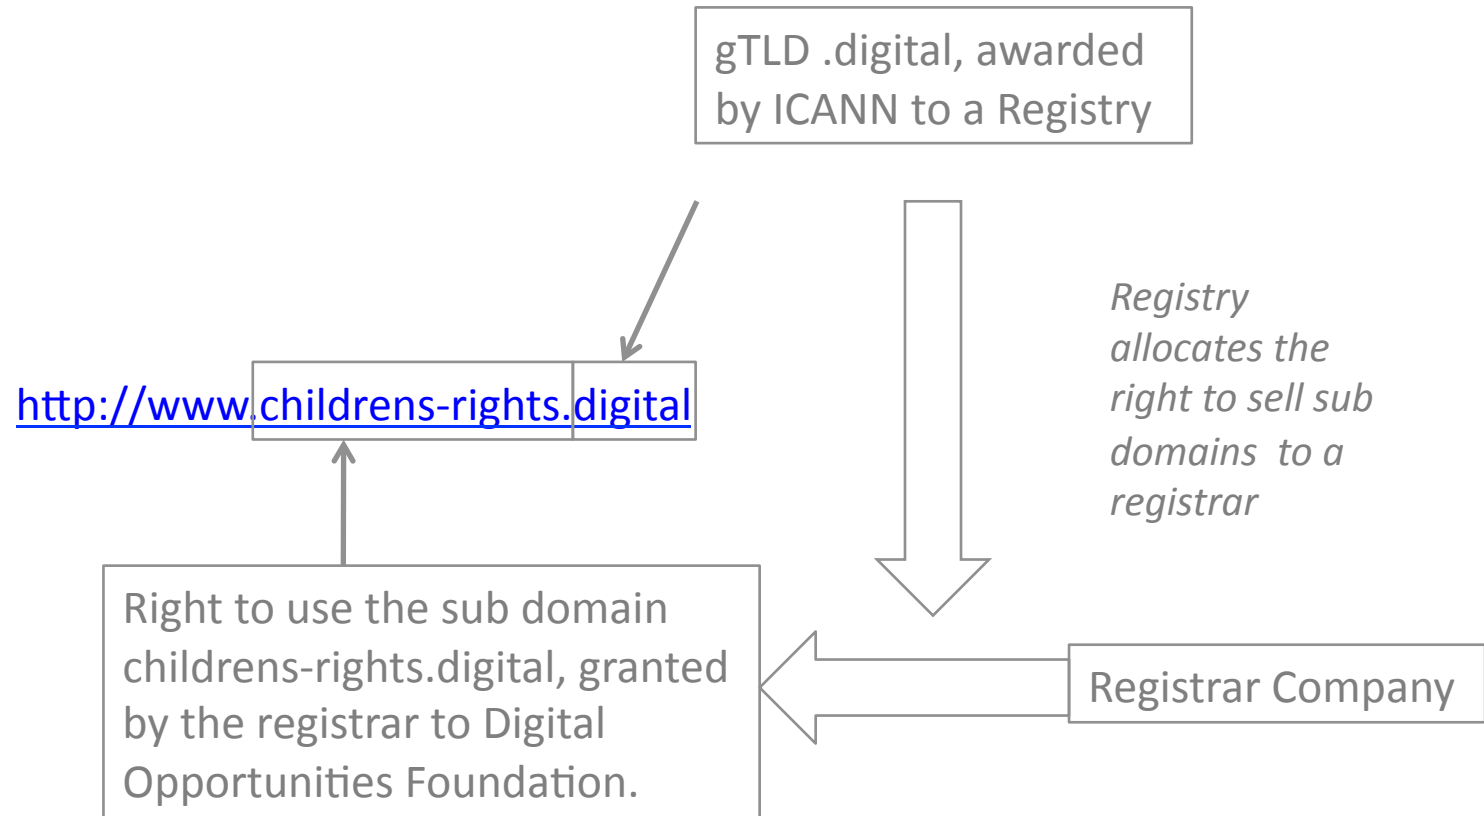 gTLD .digital, awarded
by ICANN to a Registry
Registry
allocates the
right to sell sub
domains  to a
registrar
http://www.childrens-rights.digital
Right to use the sub domain
childrens-rights.digital, granted
by the registrar to Digital
Opportunities Foundation.
Registrar Company